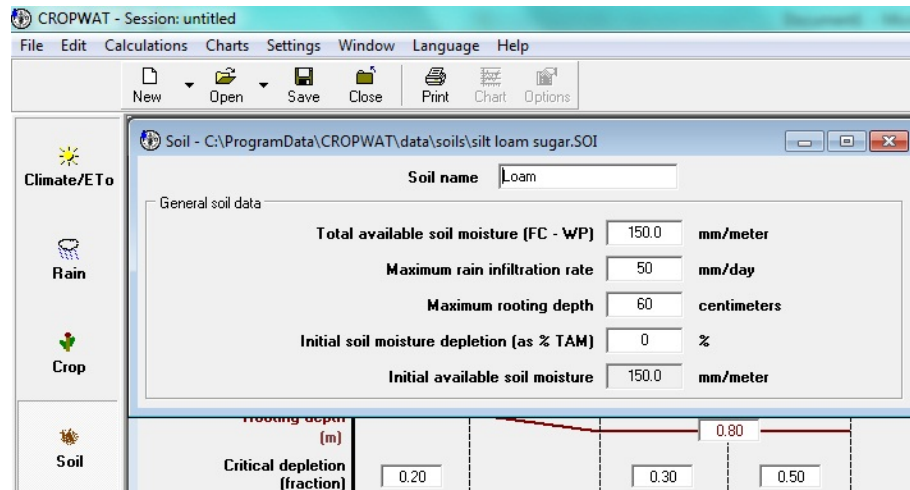 CROPWAT - Session: untitled
File Edit Calculations Charts Settings Window Language Help
New Open Save Close Print Chart Options
Soil - C:\ProgramData\CROPWAT\data\soils\silt loam sugar.SOI
Climate/ETo
Rain
Crop
Soil
Soil name Loam
General soil data
Total available soil moisture (FC - WP) 150.0 mm/meter
Maximum rain infiltration rate 50 mm/day
Maximum rooting depth 60 centimeters
Initial soil moisture depletion (as % TAM) 0 %
Initial available soil moisture 150.0 mm/meter
Rooting depth
(m) 0.80
Critical depletion
(fraction) 0.20 0.30 0.50